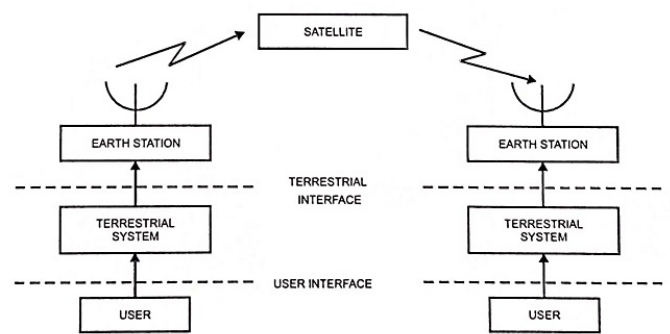 SATELLITE
EARTH STATION
EARTH STATION
TERRESTRIAL
INTERFACE
TERRESTRIAL
SYSTEM
TERRESTRIAL
SYSTEM
USER INTERFACE
USER
USER